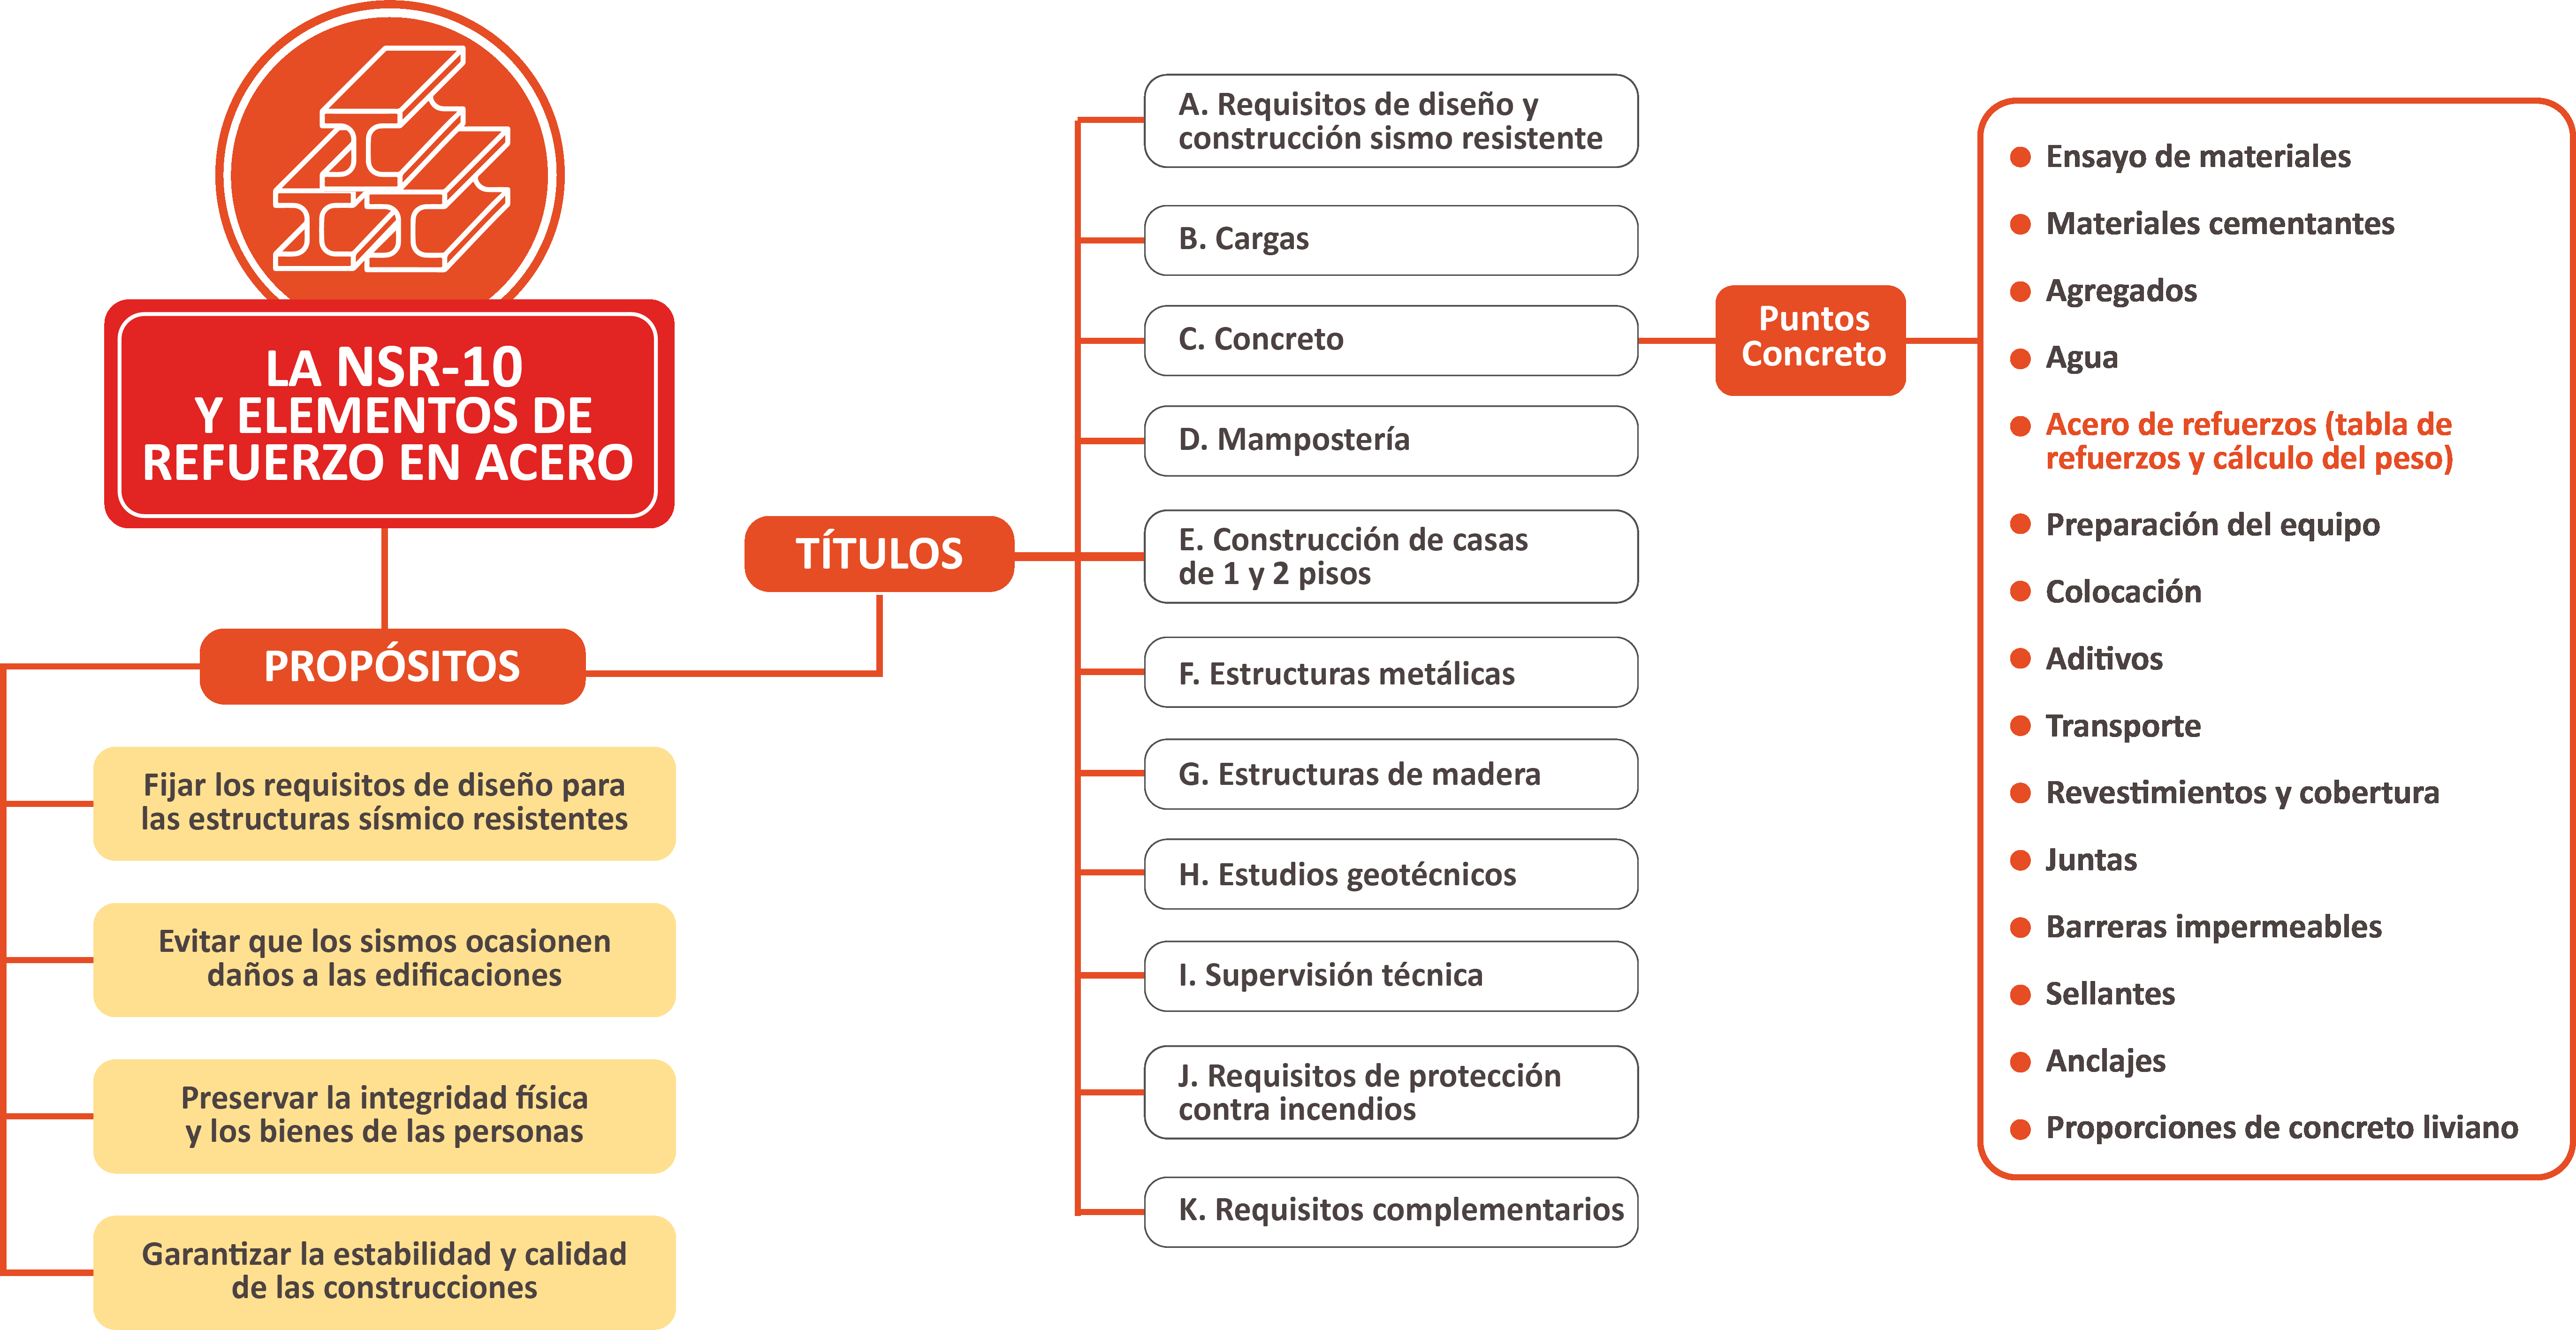 LA NSR-10
Y ELEMENTOS DE
REFUERZO EN ACERO
PROPÓSITOS
Fijar los requisitos de diseño para
las estructuras sísmico resistentes
Evitar que los sismos ocasionen
daños a las edificaciones
Preservar la integridad física
y los bienes de las personas
Garantizar la estabilidad y calidad
de las construcciones
TÍTULOS
A. Requisitos de diseño y
construcción sismo resistente
B. Cargas
C. Concreto
D. Mampostería
E. Construcción de casas
de 1 y 2 pisos
F. Estructuras metálicas
G. Estructuras de madera
H. Estudios geotécnicos
I. Supervisión técnica
J. Requisitos de protección
contra incendios
K. Requisitos complementarios
Puntos
Concreto
Ensayo de materiales
Materiales cementantes
Agregados
Agua
Acero de refuerzos (tabla de
refuerzos y cálculo del peso)
Preparación del equipo
Colocación
Aditivos
Transporte
Revestimientos y cobertura
Juntas
Barreras impermeables
Sellantes
Anclajes
Proporciones de concreto liviano